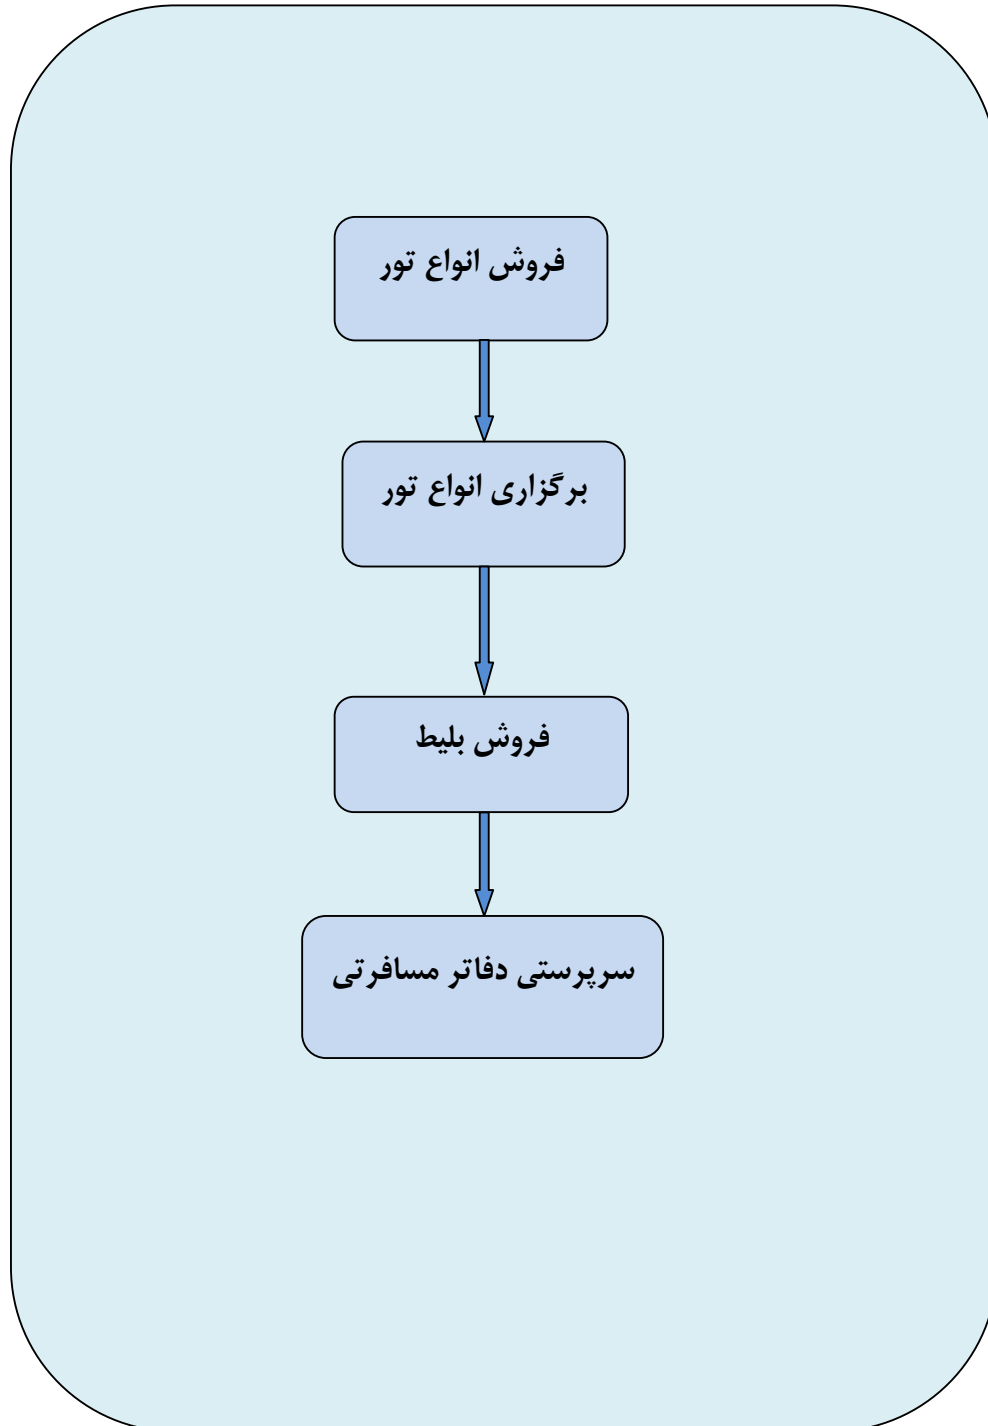 فروش انواع تور
برگزاری انواع تور
فروش بلیط
سرپرستی دفاتر مسافرتی